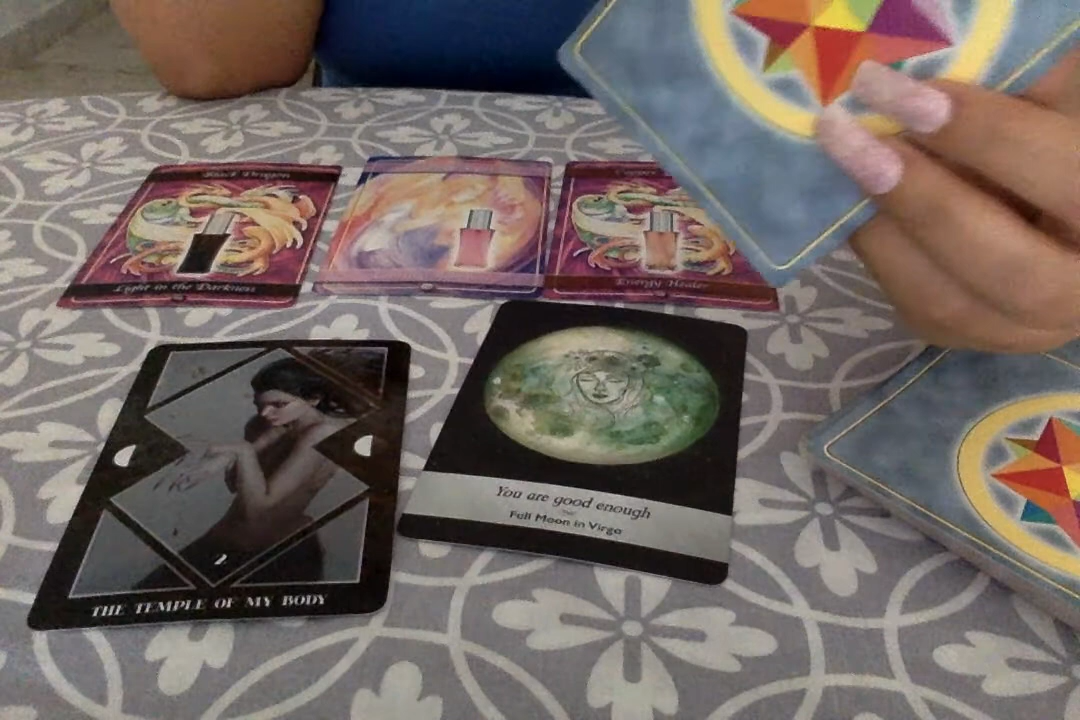 Black Dragon
Light in the Darkness
Energy Healer
You are good enough
Full Moon in Virgo
2
THE TEMPLE OF MY BODY